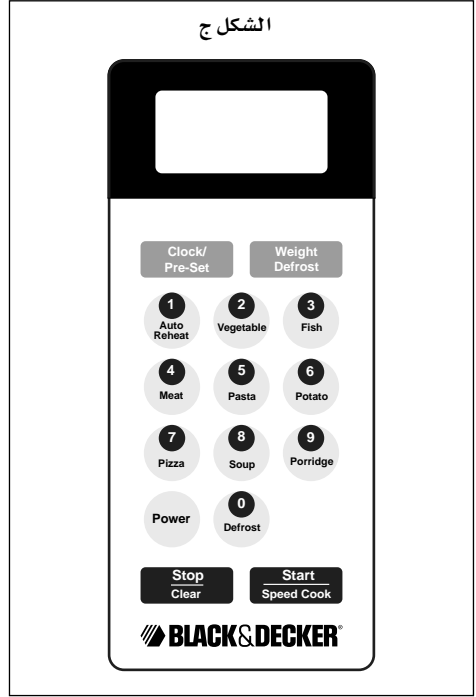 الشكل ج
Clock/
Pre-Set
Weight
Defrost
1
Auto
Reheat
2
Vegetable
3
Fish
4
Meat
5
Pasta
6
Potato
7
Pizza
8
Soup
9
Porridge
Power
0
Defrost
Stop
Clear
Start
Speed Cook
BLACK&DECKER®